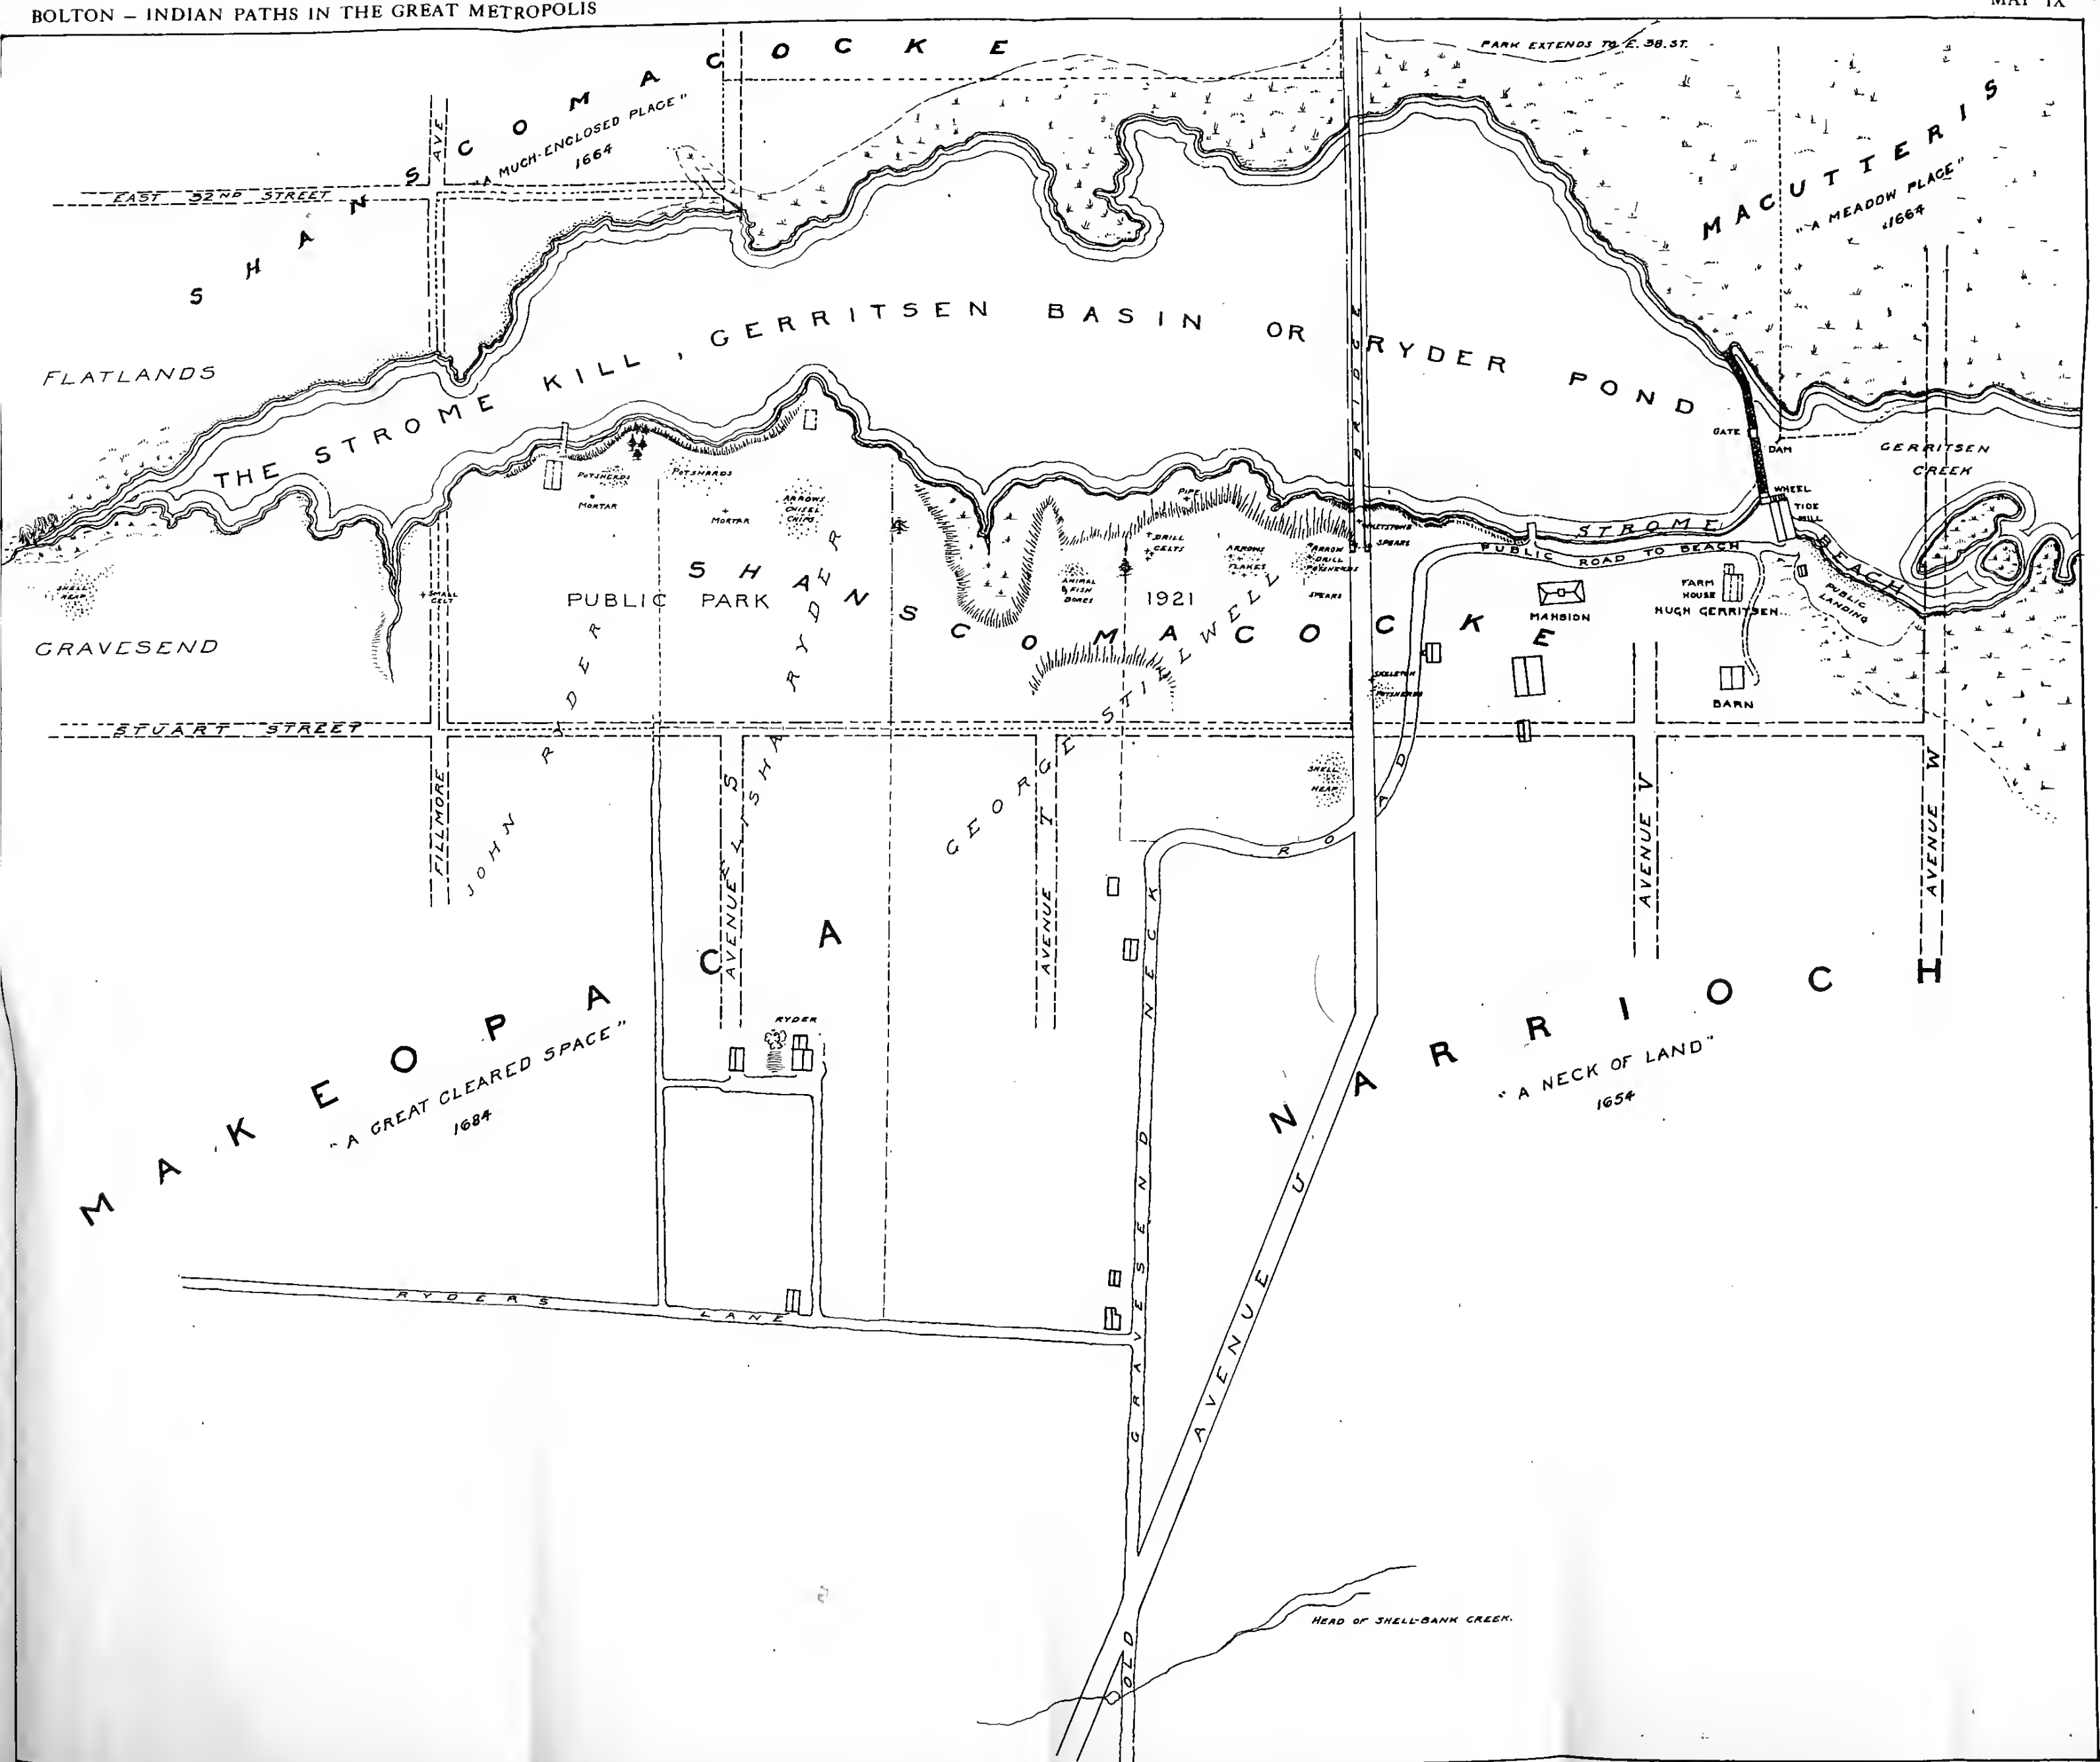 BOLTON – INDIAN PATHS IN THE GREAT METROPOLIS
MAP IX
PARK EXTENDS TO E. 38. ST.
SHANSCOMACOCKE
"A MUCH-ENCLOSED PLACE"
1664
MACUTTERIS
"A MEADOW PLACE"
1664
AVE
EAST 52ND STREET
FLATLANDS
THE STROME KILL, GERRITSEN BASIN OR RYDER POND
BRIDGE
GATE
DAM
GERRITSEN
CREEK
WHEEL
TIDE
MILL
POTSHERDS
MORTAR
POTSHARDS
MORTAR
ARROWS
CHISEL
CHIPS
PIPE
DRILL
CELTS
ARROWS
FLAKES
ARROW
DRILL
POTSHERDS
SPEARS
SPEARS
STROME BEACH
PUBLIC ROAD TO BEACH
SHELL
HEAP
SMALL
CELT
ANIMAL
& FISH
BONES
SHANSCOMACOCKE
PUBLIC PARK
1921
MANSION
FARM
HOUSE
HUGH GERRITSEN
PUBLIC
LANDING
BARN
GRAVESEND
SKELETON
POTSHERDS
STUART STREET
SHELL
HEAP
JOHN RYDER
ELISHA RYDER
GEORGE STILLWELL
FILLMORE
AVENUE S
AVENUE T
AVENUE V
AVENUE W
MAKEOPACA
"A GREAT CLEARED SPACE"
1684
RYDER
NARRIOCH
"A NECK OF LAND"
1654
RYDERS LANE
OLD GRAVESEND NECK ROAD
AVENUE U
HEAD OF SHELL-BANK CREEK.